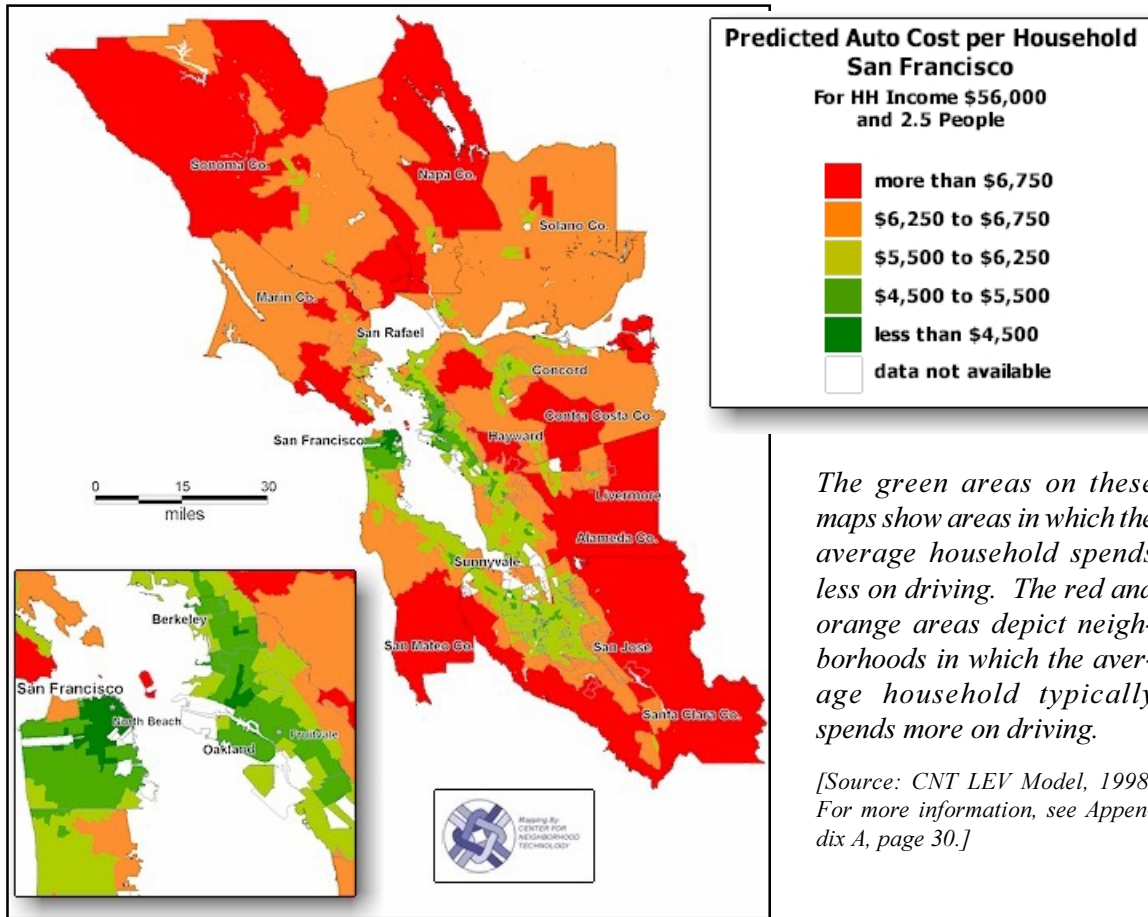 Predicted Auto Cost per Household
San Francisco
For HH Income $56,000
and 2.5 People
more than $6,750
$6,250 to $6,750
$5,500 to $6,250
$4,500 to $5,500
less than $4,500
data not available
Sonoma Co.
Napa Co.
Solano Co.
Marin Co.
San Rafael
Concord
Contra Costa Co.
San Francisco
Hayward
0 15 30
miles
Livermore
Alameda Co.
Sunnyvale
San Mateo Co.
San Jose
Santa Clara Co.
Berkeley
San Francisco
North Beach
Oakland
Fruitvale
Mapping By:
CENTER FOR
NEIGHBORHOOD
TECHNOLOGY
The green areas on these
maps show areas in which the
average household spends
less on driving. The red and
orange areas depict neigh-
borhoods in which the aver-
age household typically
spends more on driving.
[Source: CNT LEV Model, 1998
For more information, see Appen
dix A, page 30.]